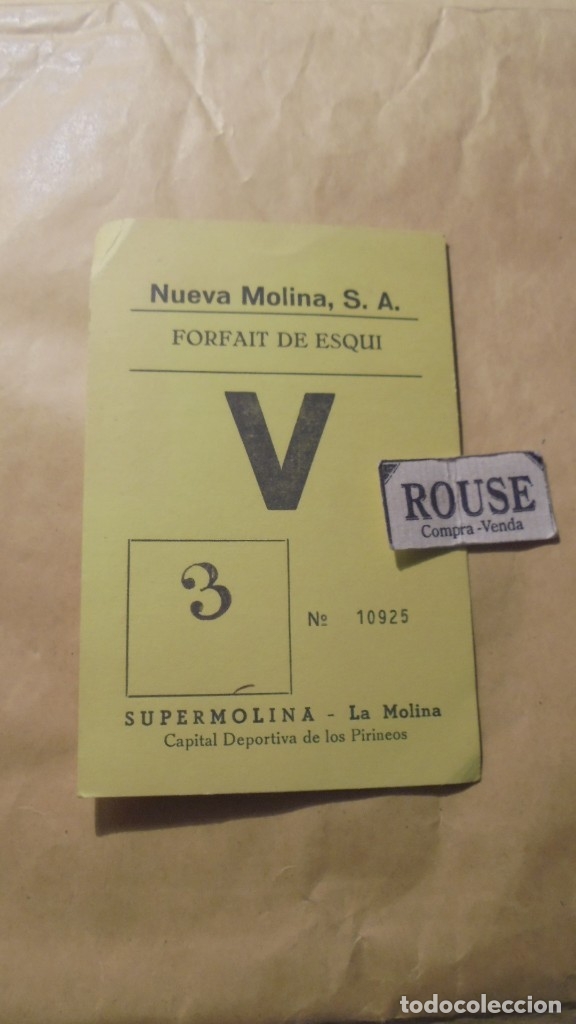 Nueva Molina, S. A.
FORFAIT DE ESQUI
V
3
Nº 10925
SUPERMOLINA - La Molina
Capital Deportiva de los Pirineos
ROUSE
Compra-Venda
todocoleccion